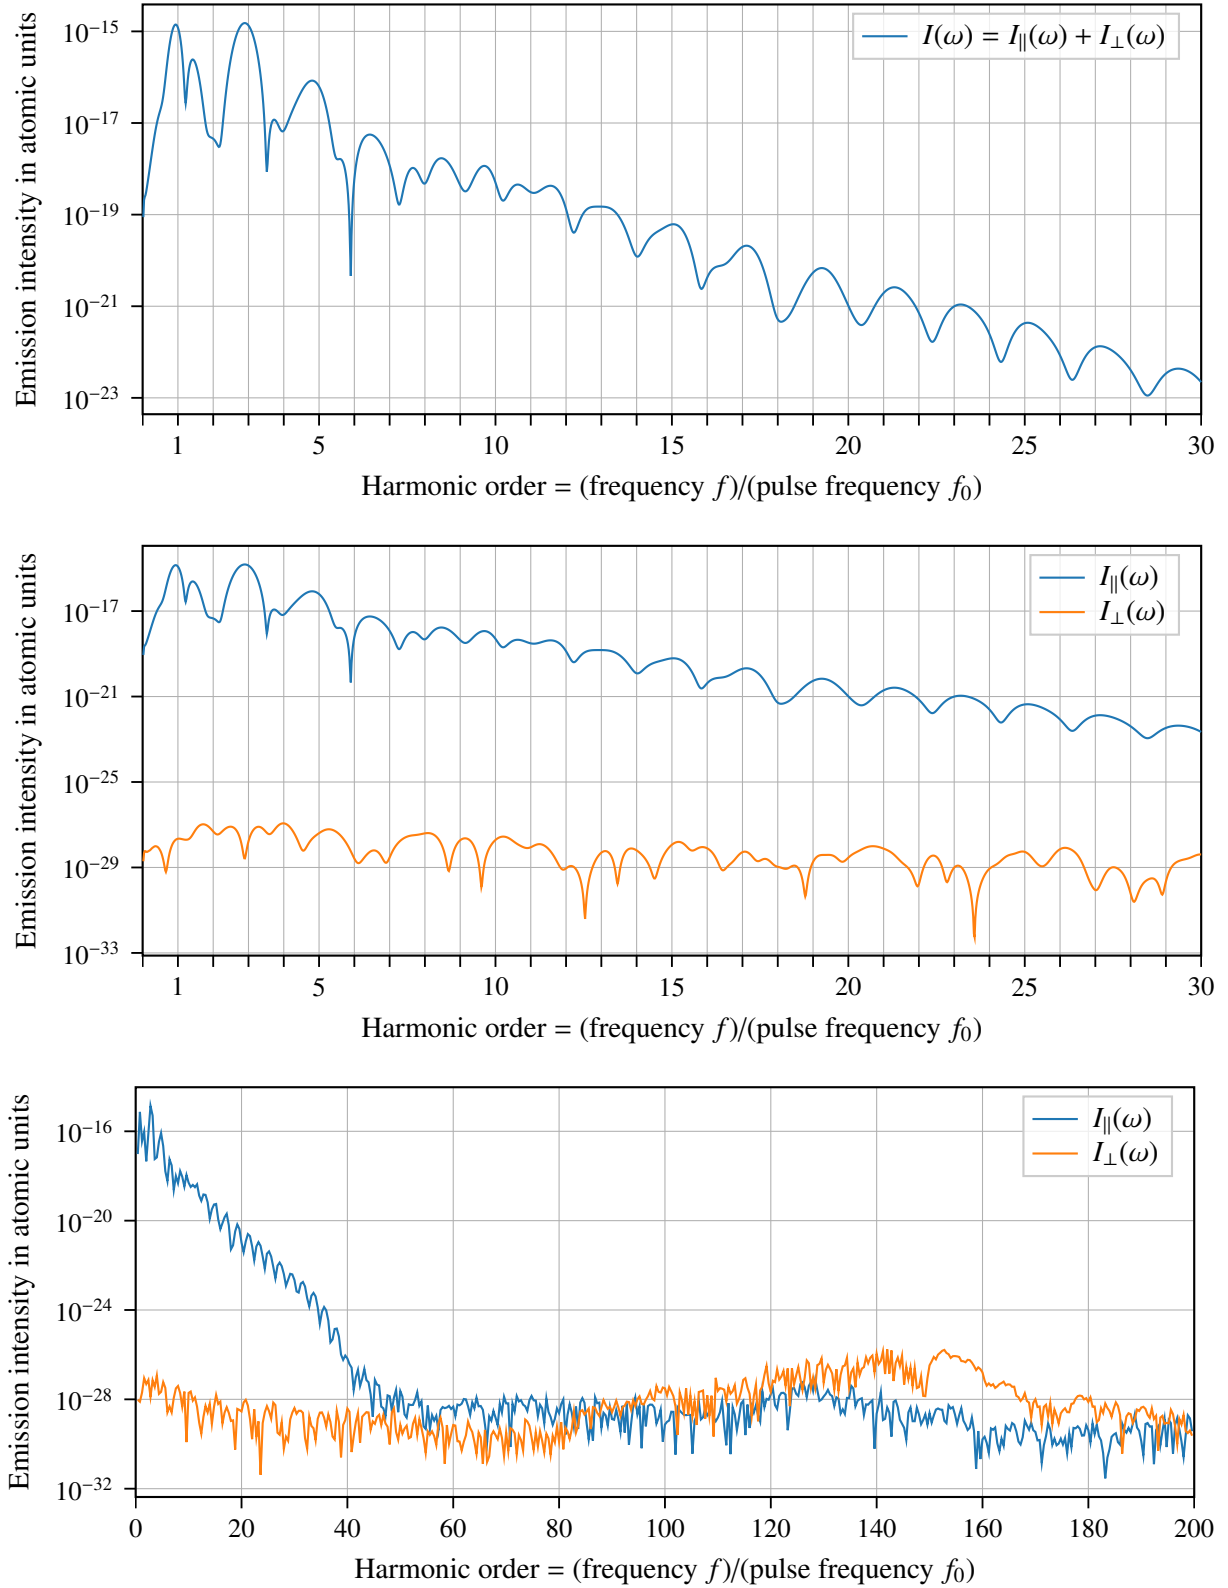 Emission intensity in atomic units
10⁻¹⁵
10⁻¹⁷
10⁻¹⁹
10⁻²¹
10⁻²³
I(ω) = I∥(ω) + I⊥(ω)
1 5 10 15 20 25 30
Harmonic order = (frequency f)/(pulse frequency f₀)
Emission intensity in atomic units
10⁻¹⁷
10⁻²¹
10⁻²⁵
10⁻²⁹
10⁻³³
I∥(ω)
I⊥(ω)
1 5 10 15 20 25 30
Harmonic order = (frequency f)/(pulse frequency f₀)
Emission intensity in atomic units
10⁻¹⁶
10⁻²⁰
10⁻²⁴
10⁻²⁸
10⁻³²
I∥(ω)
I⊥(ω)
0 20 40 60 80 100 120 140 160 180 200
Harmonic order = (frequency f)/(pulse frequency f₀)